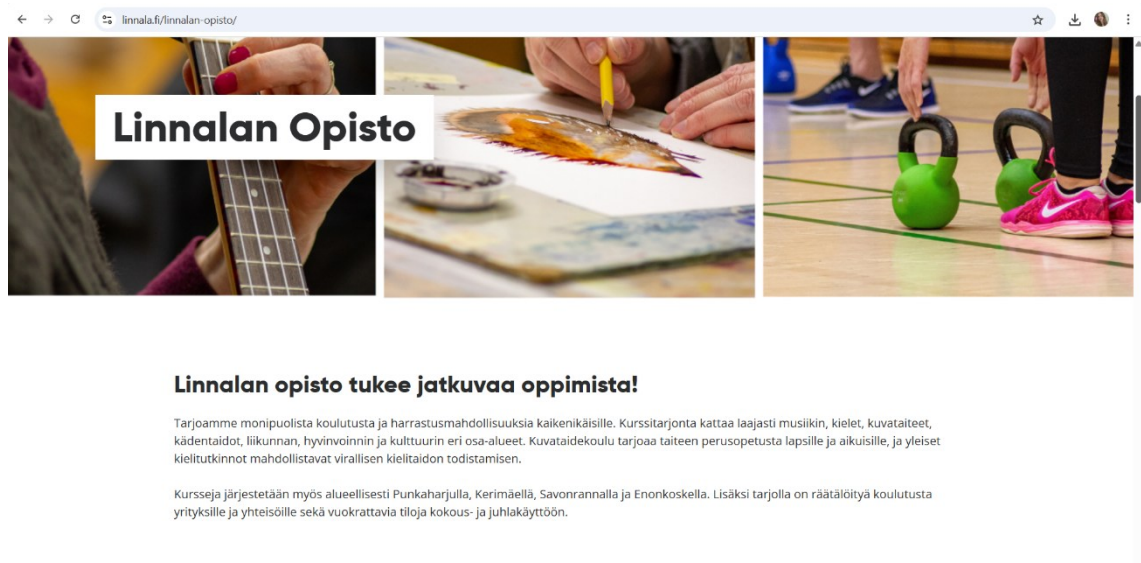 linnala.fi/linnalan-opisto/
Linnalan Opisto
Linnalan opisto tukee jatkuvaa oppimista!
Tarjoamme monipuolista koulutusta ja harrastusmahdollisuuksia kaikenikäisille. Kurssitarjonta kattaa laajasti musiikin, kielet, kuvataiteet,
kädentaidot, liikunnan, hyvinvoinnin ja kulttuurin eri osa-alueet. Kuvataidekoulu tarjoaa taiteen perusopetusta lapsille ja aikuisille, ja yleiset
kielitutkinnot mahdollistavat virallisen kielitaidon todistamisen.
Kursseja järjestetään myös alueellisesti Punkaharjulla, Kerimäellä, Savonrannalla ja Enonkoskella. Lisäksi tarjolla on räätälöityä koulutusta
yrityksille ja yhteisöille sekä vuokrattavia tiloja kokous- ja juhlakäyttöön.